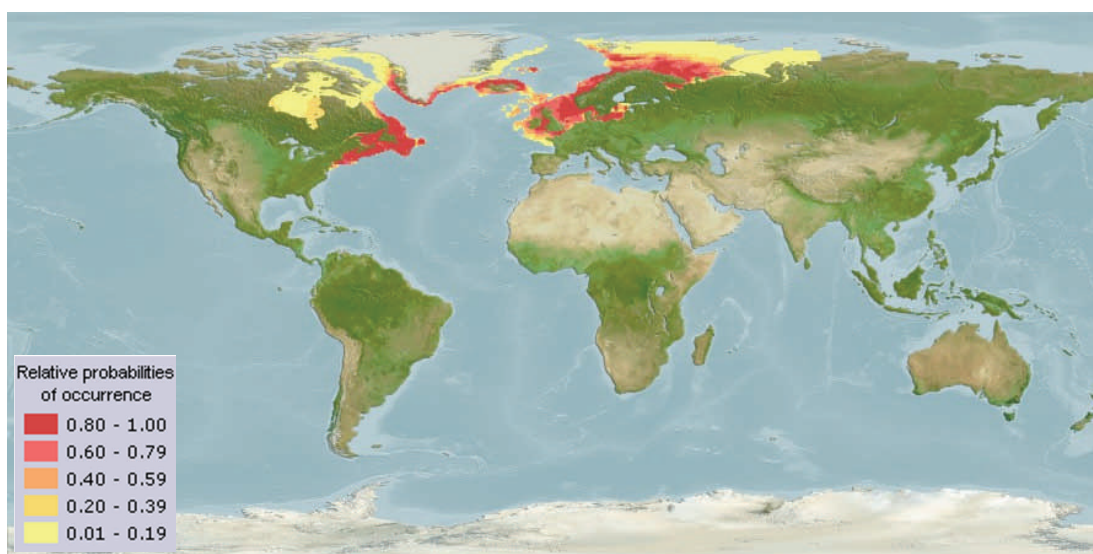 Relative probabilities
of occurrence
0.80 - 1.00
0.60 - 0.79
0.40 - 0.59
0.20 - 0.39
0.01 - 0.19